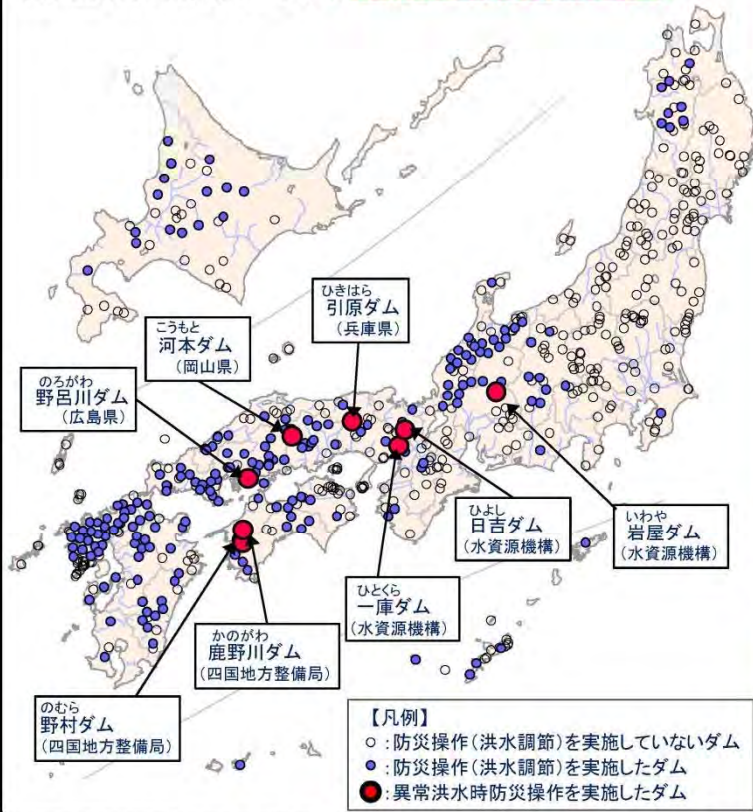 ひきはら
引原ダム
(兵庫県)
こうもと
河本ダム
(岡山県)
のろがわ
野呂川ダム
(広島県)
ひよし
日吉ダム
(水資源機構)
いわや
岩屋ダム
(水資源機構)
ひとくら
一庫ダム
(水資源機構)
かのがわ
鹿野川ダム
(四国地方整備局)
のむら
野村ダム
(四国地方整備局)
【凡例】
○:防災操作(洪水調節)を実施していないダム
●:防災操作(洪水調節)を実施したダム
●:異常洪水時防災操作を実施したダム